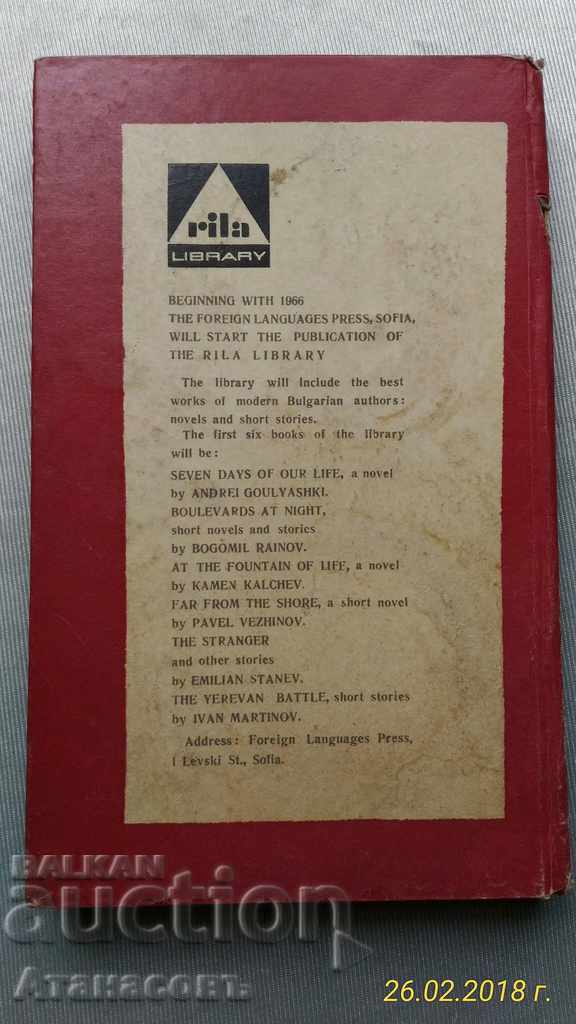 rila
LIBRARY
BEGINNING WITH 1966
THE FOREIGN LANGUAGES PRESS, SOFIA,
WILL START THE PUBLICATION OF
THE RILA LIBRARY
The library will include the best
works of modern Bulgarian authors:
novels and short stories.
The first six books of the library
will be:
SEVEN DAYS OF OUR LIFE, a novel
by ANDREI GOULYASHKI.
BOULEVARDS AT NIGHT,
short novels and stories
by BOGOMIL RAINOV.
AT THE FOUNTAIN OF LIFE, a novel
by KAMEN KALCHEV.
FAR FROM THE SHORE, a short novel
by PAVEL VEZHINOV.
THE STRANGER
and other stories
by EMILIAN STANEV.
THE YEREVAN BATTLE, short stories
by IVAN MARTINOV.
Address: Foreign Languages Press,
1 Levski St., Sofia.
BALKAN
auction
Атанасовъ
26.02.2018 г.